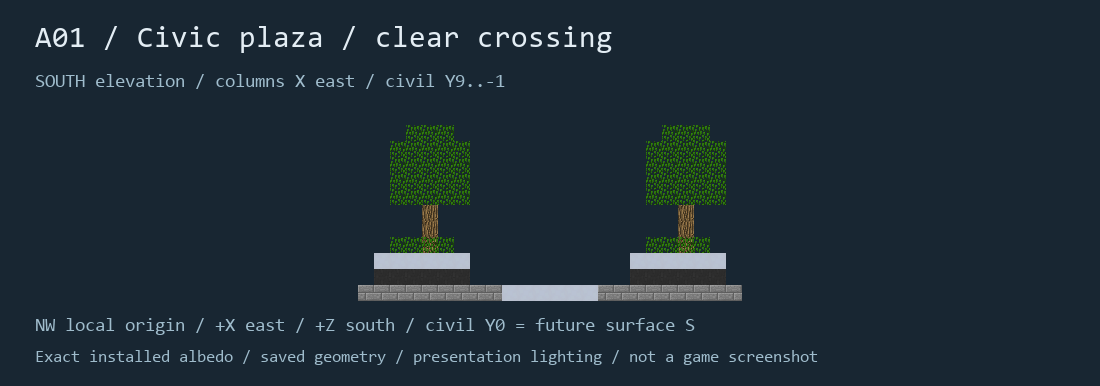 A01 / Civic plaza / clear crossing
SOUTH elevation / columns X east / civil Y9..-1
NW local origin / +X east / +Z south / civil Y0 = future surface S
Exact installed albedo / saved geometry / presentation lighting / not a game screenshot